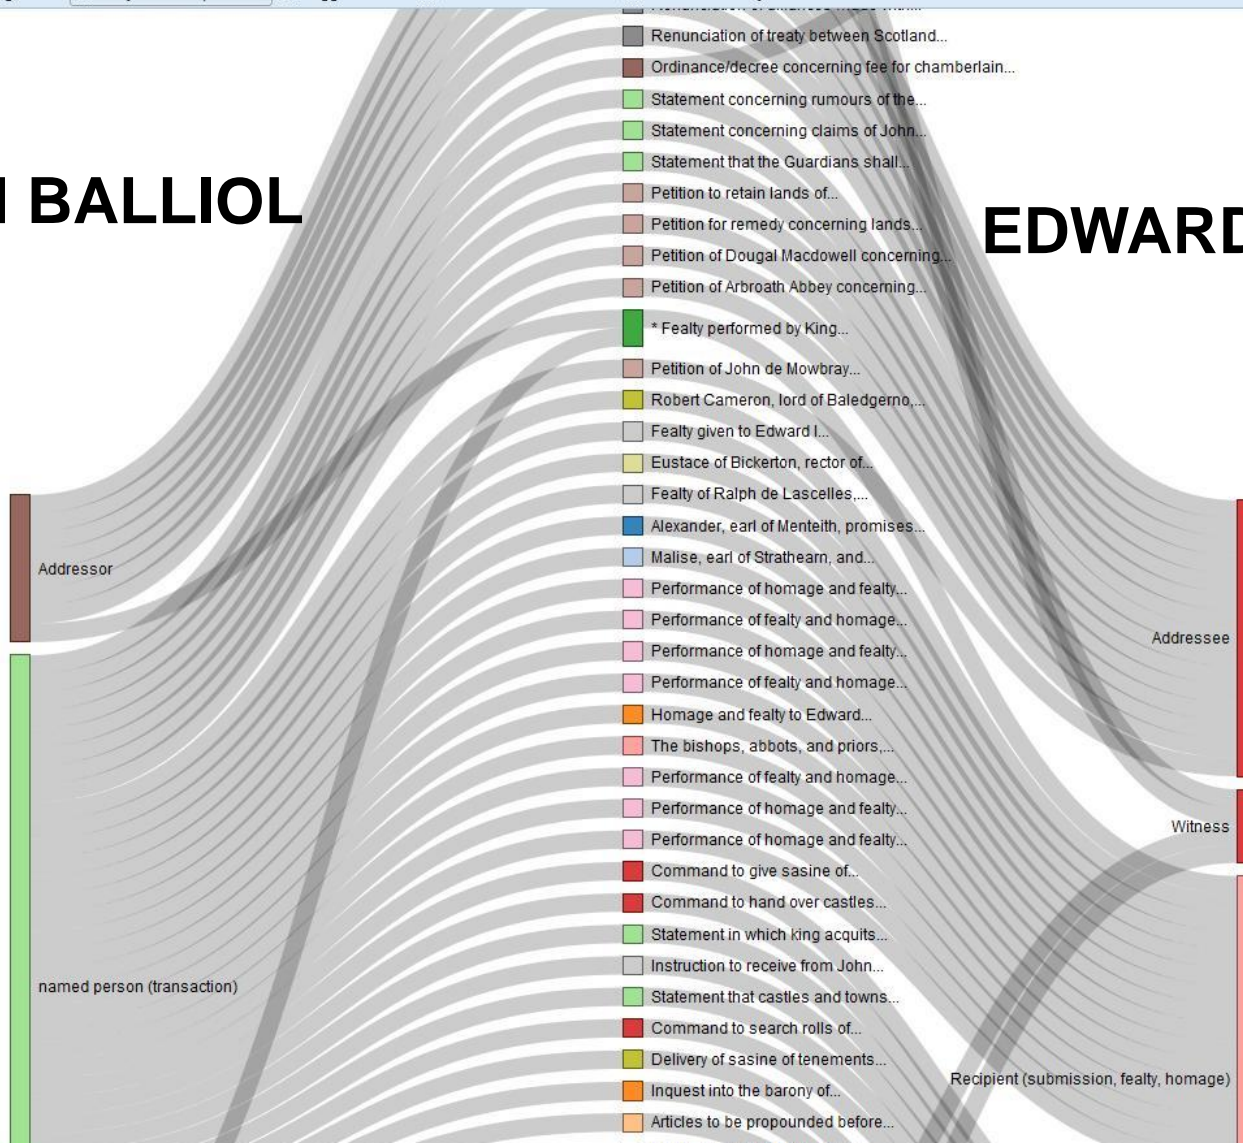 Renunciation of treaty between Scotland...
Ordinance/decree concerning fee for chamberlain...
Statement concerning rumours of the...
Statement concerning claims of John...
Statement that the Guardians shall...
BALLIOL
Petition to retain lands of...
Petition for remedy concerning lands...
EDWARD
Petition of Dougal Macdowell concerning...
Petition of Arbroath Abbey concerning...
* Fealty performed by King...
Petition of John de Mowbray...
Robert Cameron, lord of Baledgerno,...
Fealty given to Edward I...
Eustace of Bickerton, rector of...
Fealty of Ralph de Lascelles,...
Alexander, earl of Menteith, promises...
Malise, earl of Strathearn, and...
Addressor
Performance of homage and fealty...
Performance of fealty and homage...
Addressee
Performance of homage and fealty...
Performance of fealty and homage...
Homage and fealty to Edward...
The bishops, abbots, and priors,...
Performance of fealty and homage...
Performance of homage and fealty...
Witness
Performance of homage and fealty...
Command to give sasine of...
Command to hand over castles...
Statement in which king acquits...
Instruction to receive from John...
named person (transaction)
Statement that castles and towns...
Command to search rolls of...
Delivery of sasine of tenements...
Recipient (submission, fealty, homage)
Inquest into the barony of...
Articles to be propounded before...